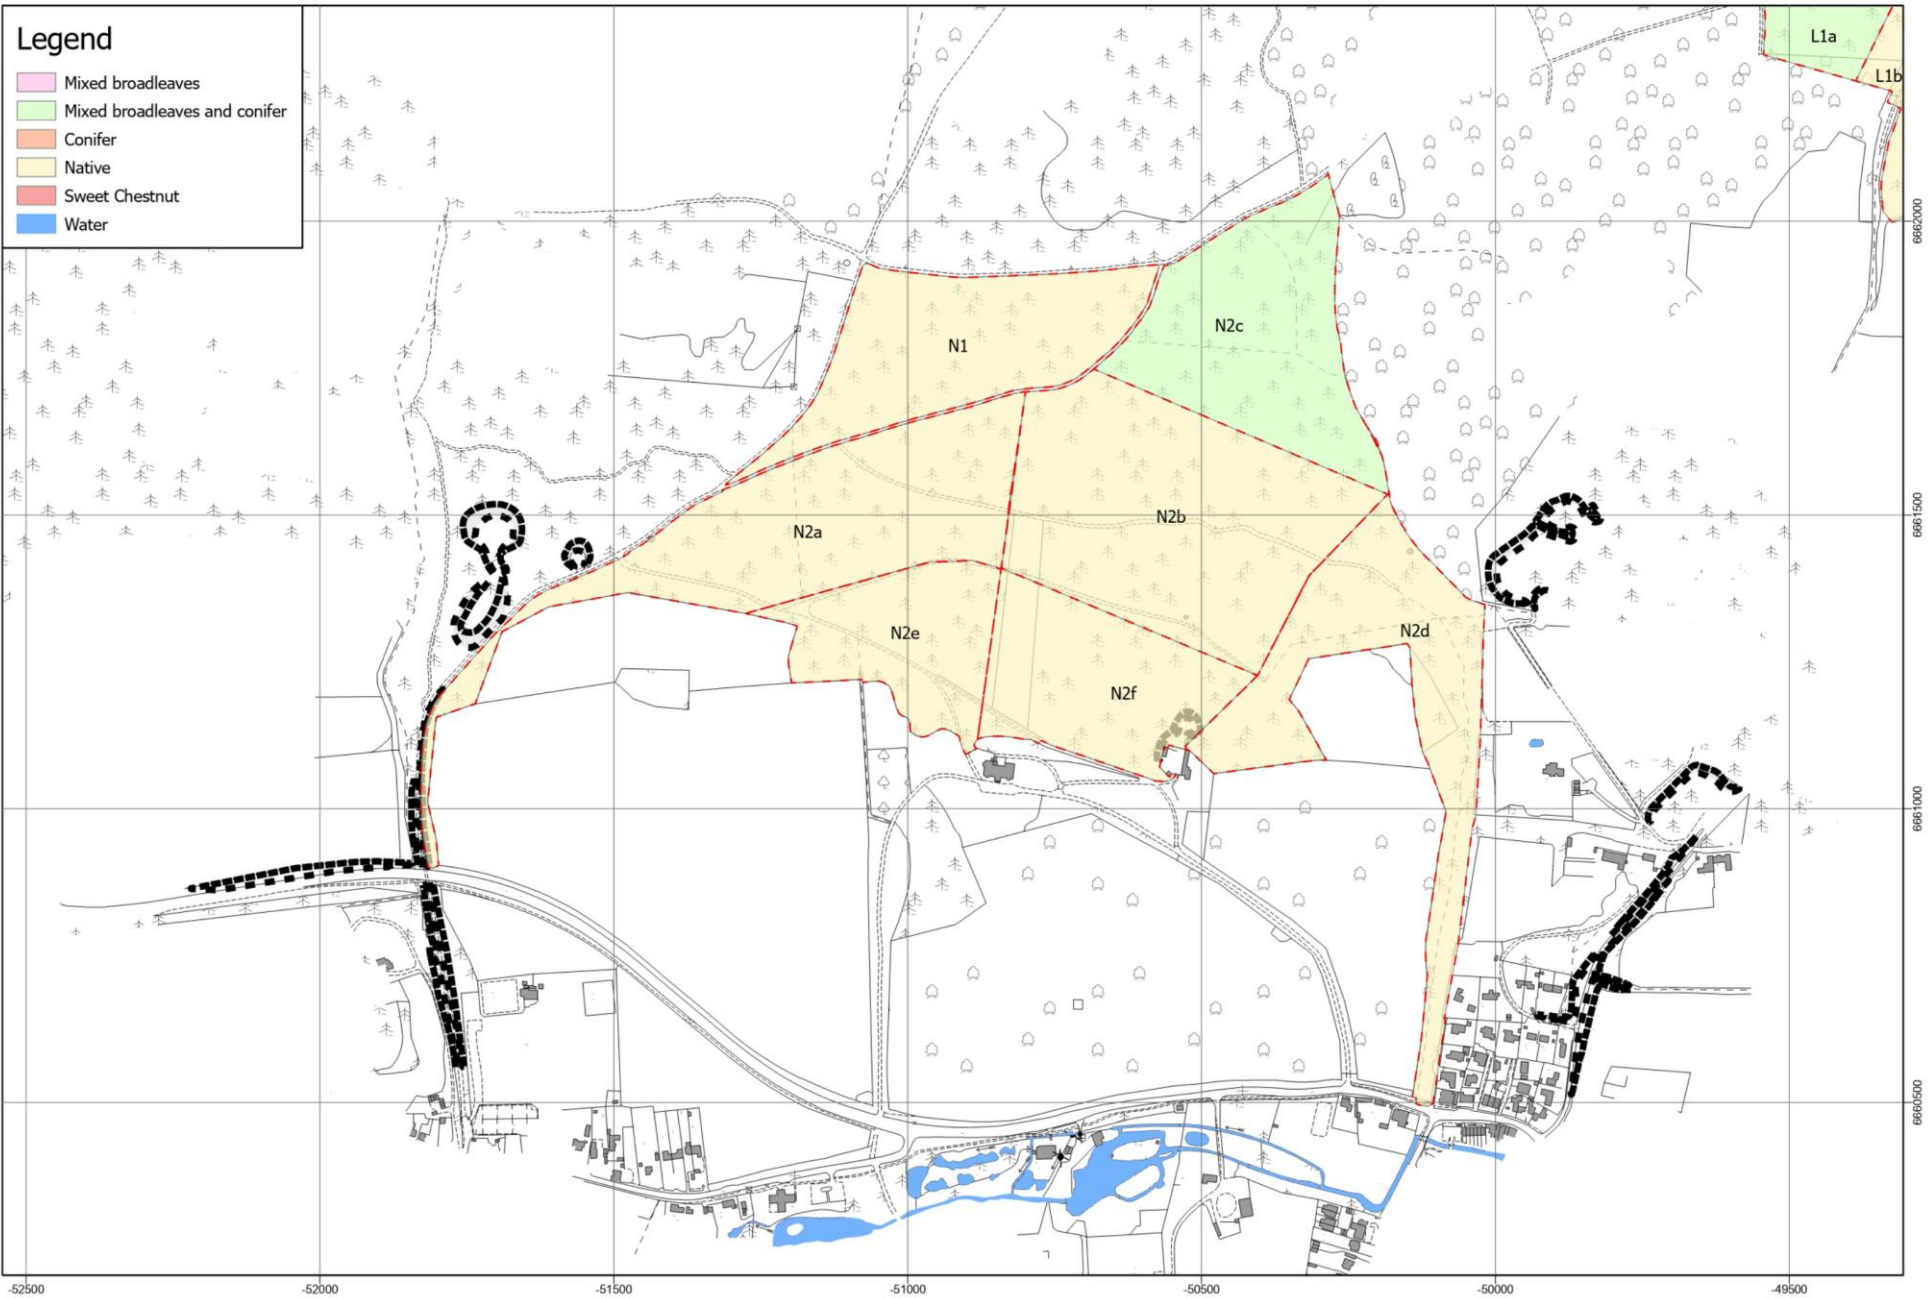 Legend
Mixed broadleaves
Mixed broadleaves and conifer
Conifer
Native
Sweet Chestnut
Water
L1a
L1b
N2c
N1
N2b
N2a
N2e
N2d
N2f
6662000
6661500
6661000
6660500
-52500
-52000
-51500
-51000
-50500
-50000
-49500